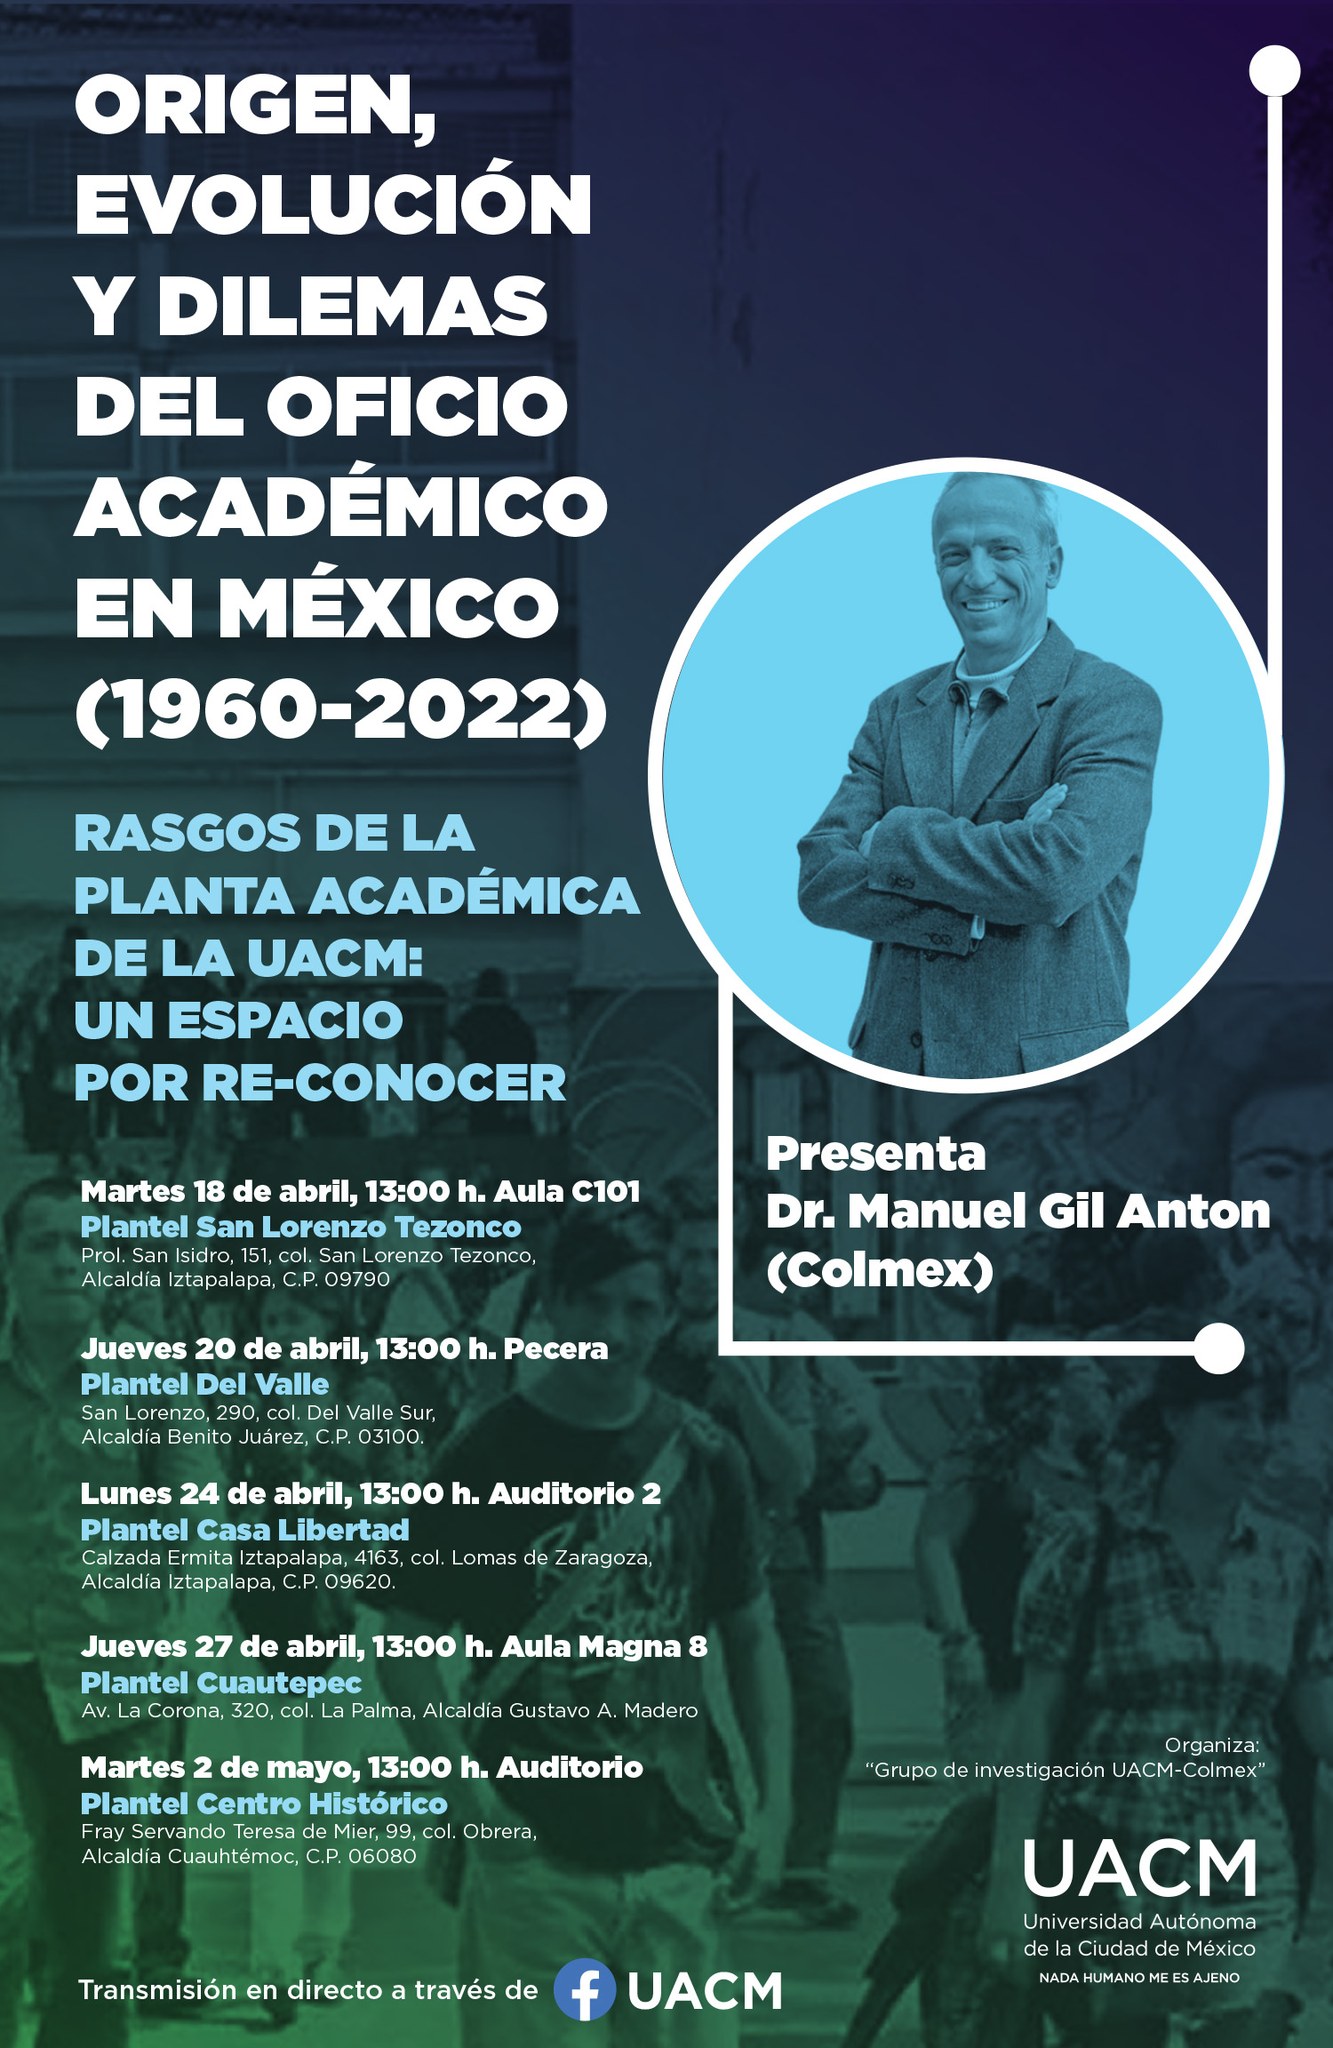 ORIGEN,
EVOLUCIÓN
Y DILEMAS
DEL OFICIO
ACADÉMICO
EN MÉXICO
(1960-2022)
RASGOS DE LA
PLANTA ACADÉMICA
DE LA UACM:
UN ESPACIO
POR RE-CONOCER
Presenta
Dr. Manuel Gil Anton
(Colmex)
Martes 18 de abril, 13:00 h. Aula C101
Plantel San Lorenzo Tezonco
Prol. San Isidro, 151, col. San Lorenzo Tezonco,
Alcaldía Iztapalapa, C.P. 09790
Jueves 20 de abril, 13:00 h. Pecera
Plantel Del Valle
San Lorenzo, 290, col. Del Valle Sur,
Alcaldía Benito Juárez, C.P. 03100.
Lunes 24 de abril, 13:00 h. Auditorio 2
Plantel Casa Libertad
Calzada Ermita Iztapalapa, 4163, col. Lomas de Zaragoza,
Alcaldía Iztapalapa, C.P. 09620.
Jueves 27 de abril, 13:00 h. Aula Magna 8
Plantel Cuautepec
Av. La Corona, 320, col. La Palma, Alcaldía Gustavo A. Madero
Martes 2 de mayo, 13:00 h. Auditorio
Plantel Centro Histórico
Fray Servando Teresa de Mier, 99, col. Obrera,
Alcaldía Cuauhtémoc, C.P. 06080
Organiza:
“Grupo de investigación UACM-Colmex”
UACM
Universidad Autónoma
de la Ciudad de México
NADA HUMANO ME ES AJENO
Transmisión en directo a través de f UACM